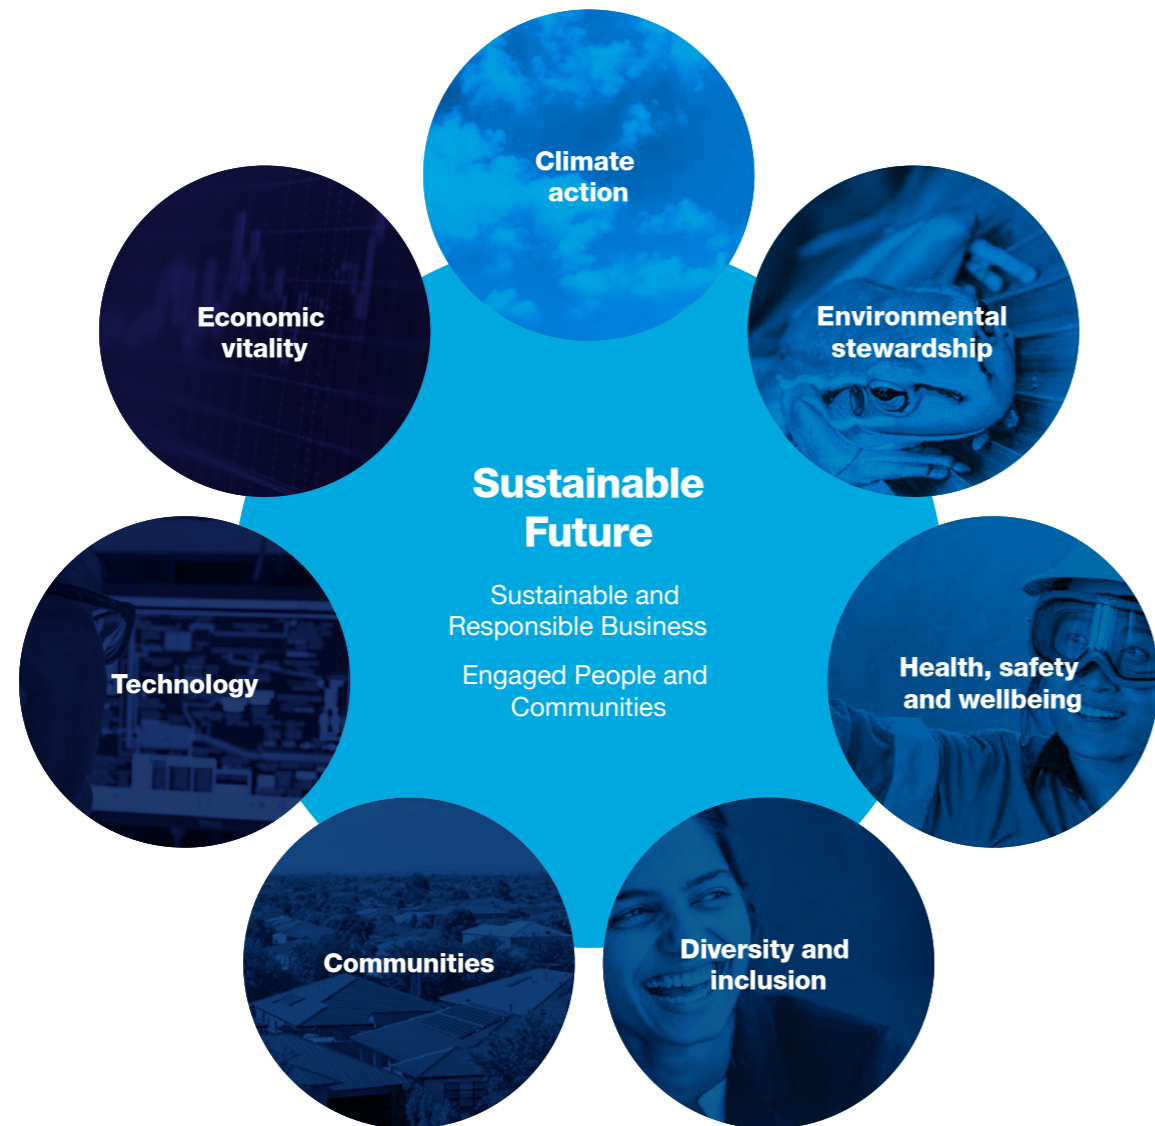 Climate
action
Economic
vitality
Environmental
stewardship
Sustainable
Future
Sustainable and
Responsible Business
Engaged People and
Communities
Technology
Health, safety
and wellbeing
Communities
Diversity and
inclusion